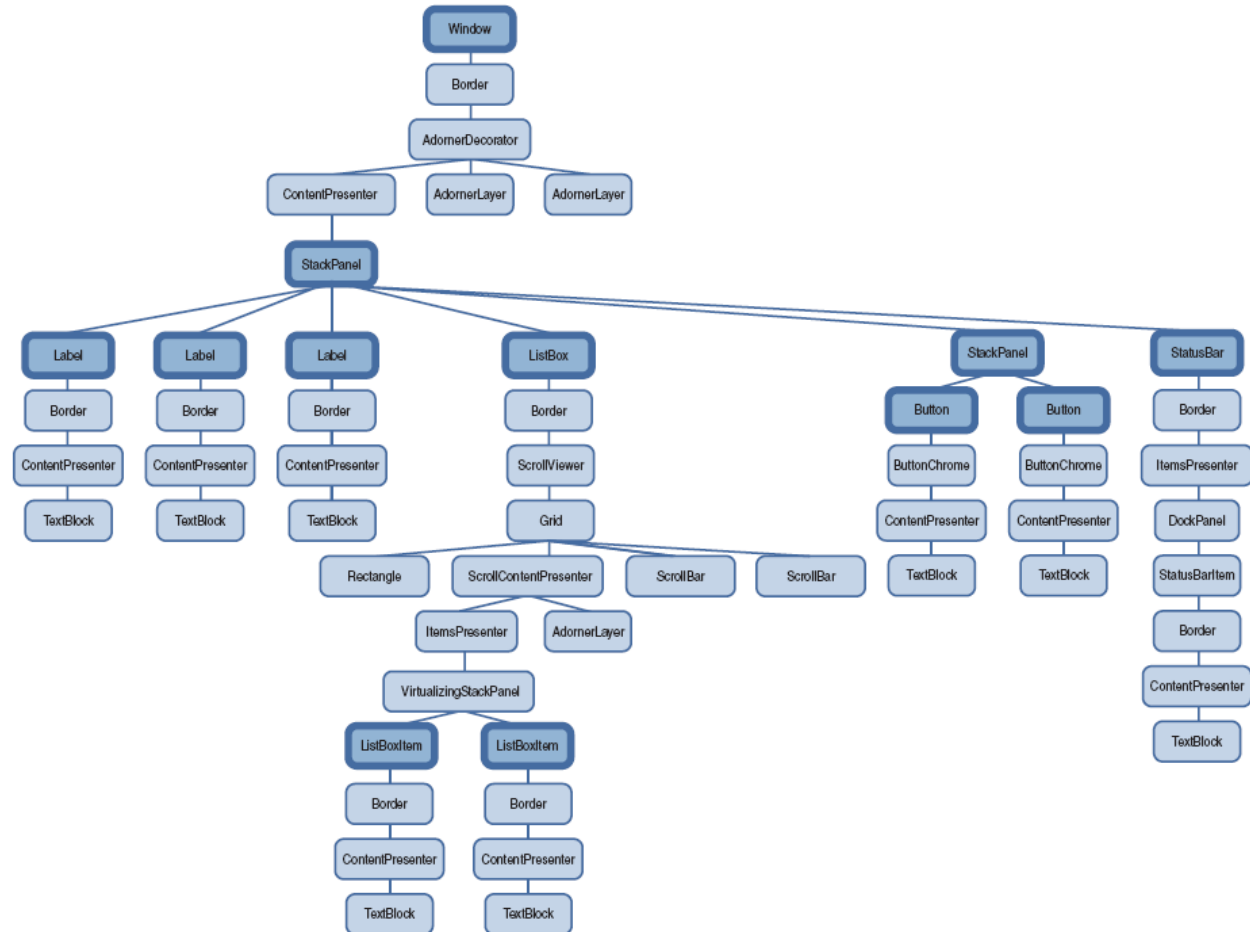 Window
Border
AdornerDecorator
ContentPresenter
AdornerLayer
AdornerLayer
StackPanel
Label
Label
Label
ListBox
StackPanel
StatusBar
Border
Border
Border
Border
Button
Button
Border
ContentPresenter
ContentPresenter
ContentPresenter
ScrollViewer
ButtonChrome
ButtonChrome
ItemsPresenter
TextBlock
TextBlock
TextBlock
Grid
ContentPresenter
ContentPresenter
DockPanel
Rectangle
ScrollContentPresenter
ScrollBar
ScrollBar
TextBlock
TextBlock
StatusBarItem
ItemsPresenter
AdornerLayer
Border
VirtualizingStackPanel
ContentPresenter
ListBoxItem
ListBoxItem
TextBlock
Border
Border
ContentPresenter
ContentPresenter
TextBlock
TextBlock